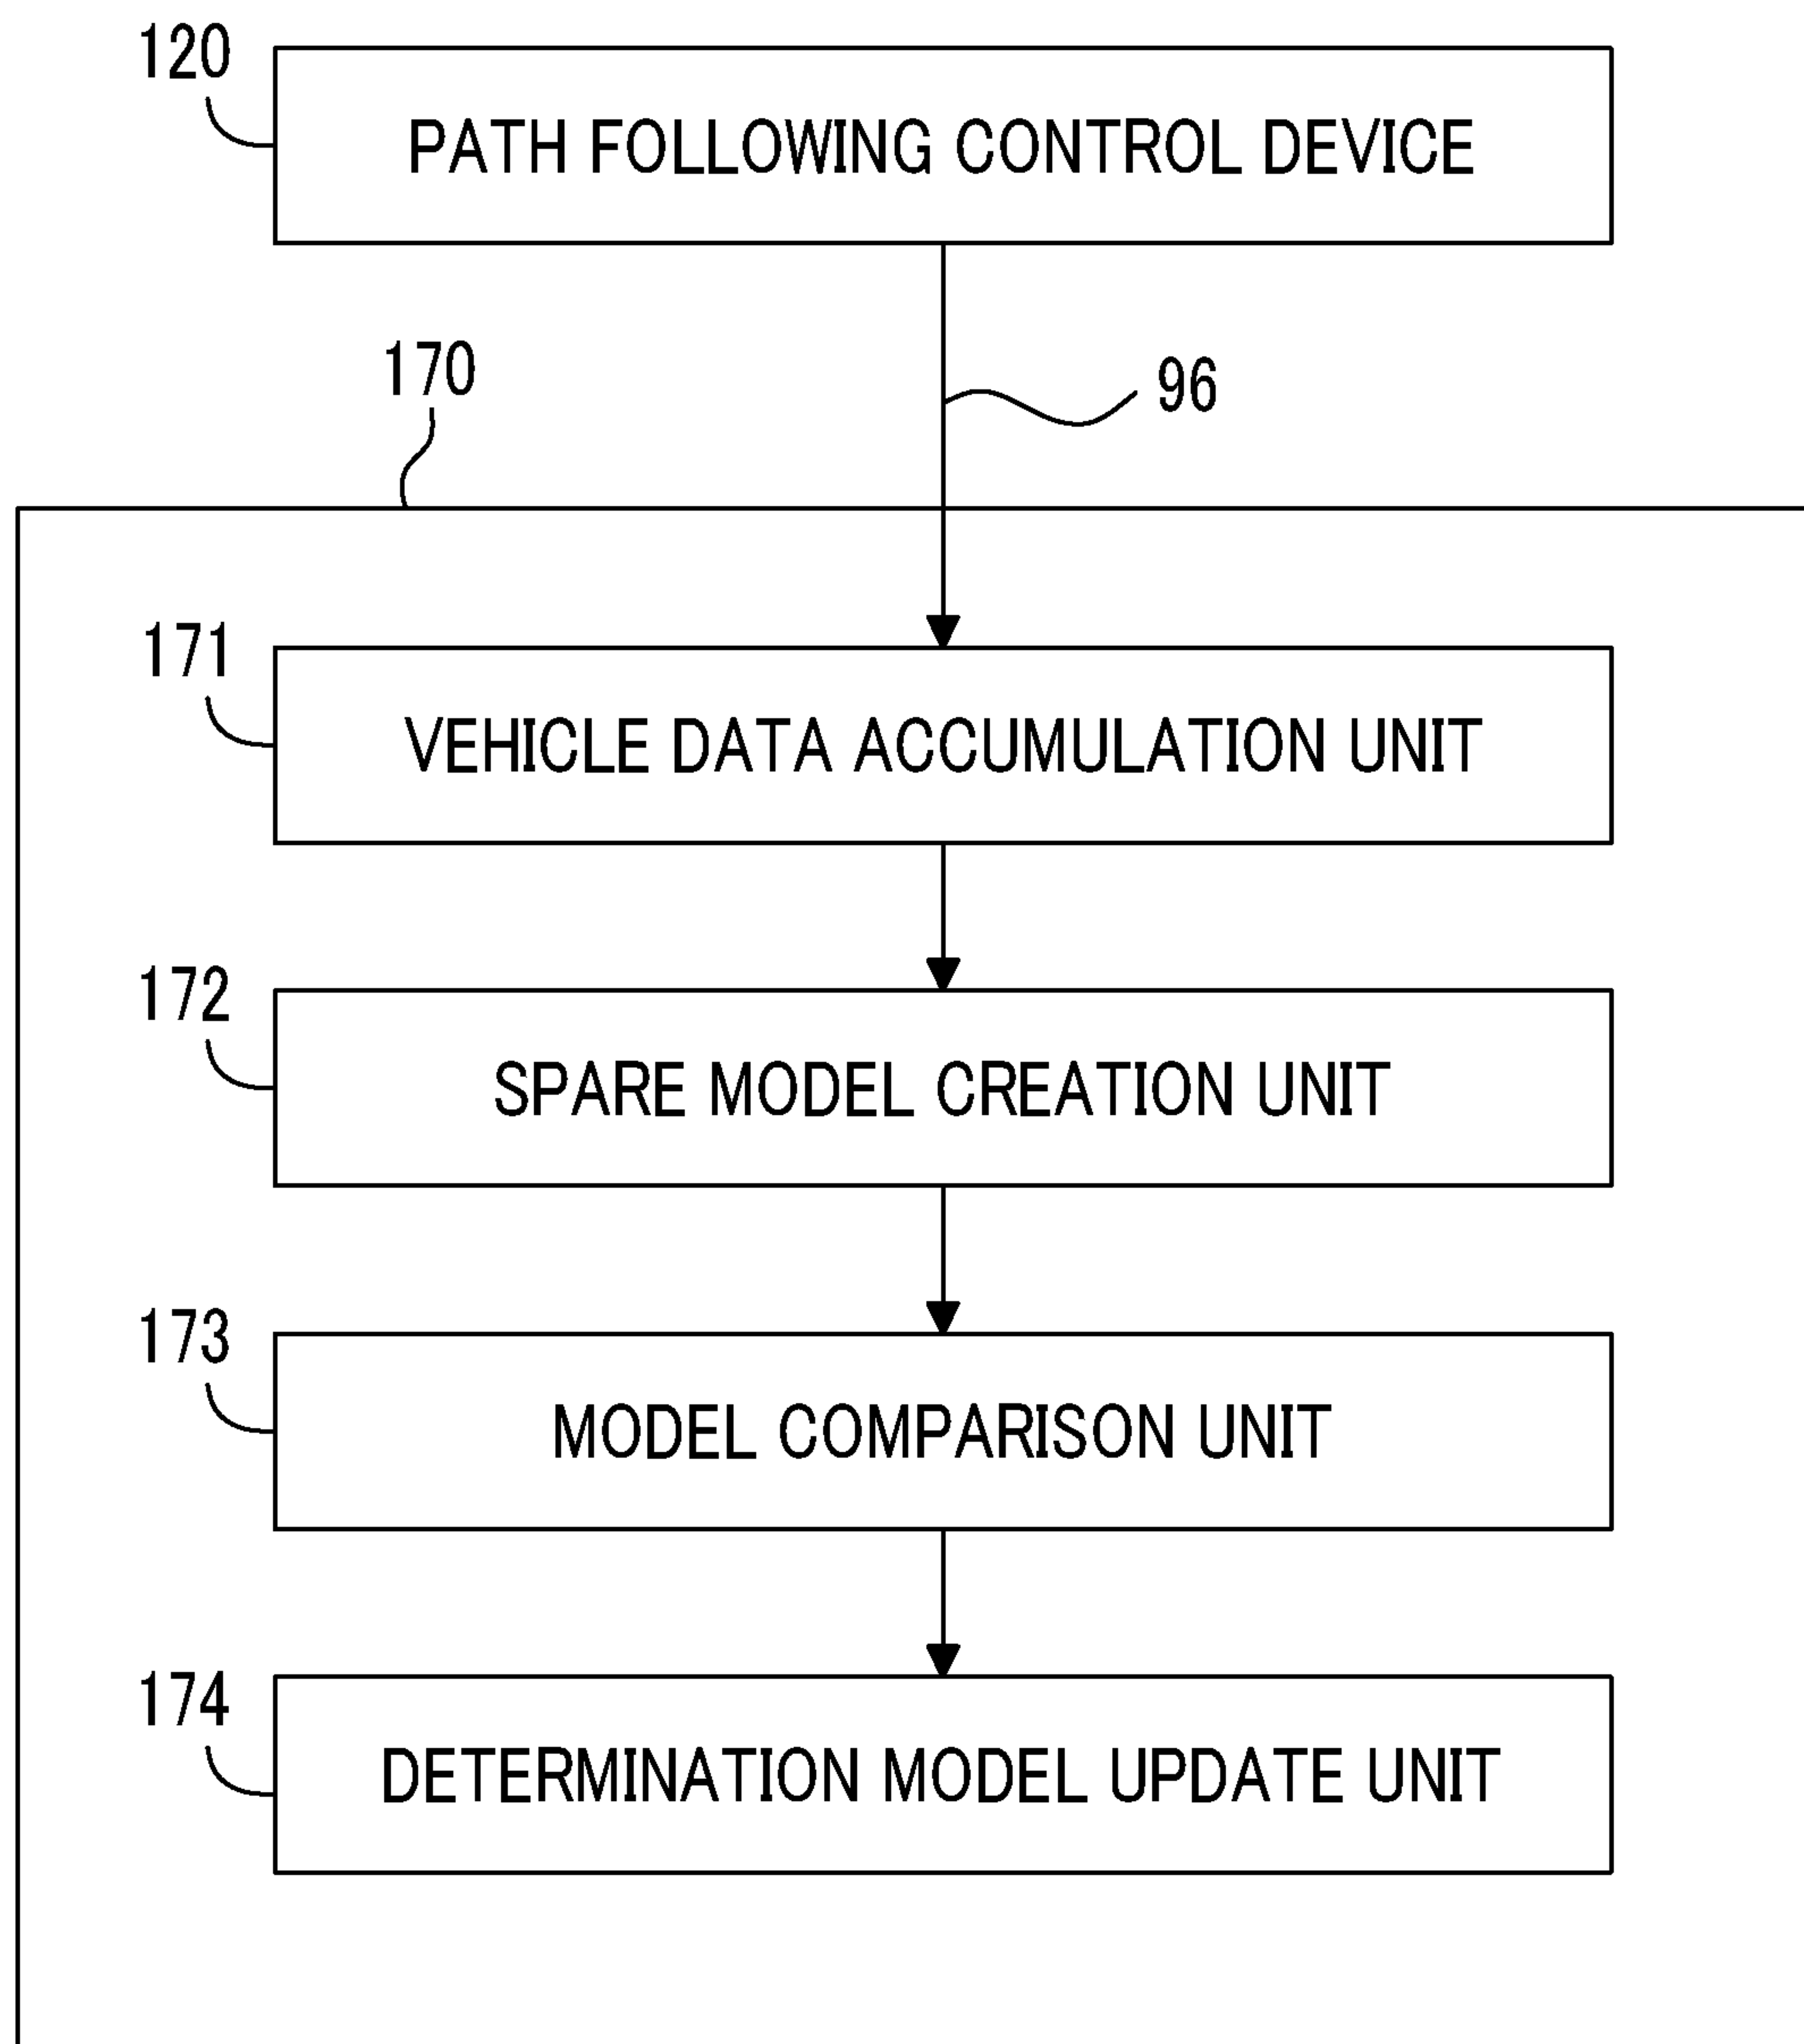 120
PATH FOLLOWING CONTROL DEVICE
170
96
171
VEHICLE DATA ACCUMULATION UNIT
172
SPARE MODEL CREATION UNIT
173
MODEL COMPARISON UNIT
174
DETERMINATION MODEL UPDATE UNIT